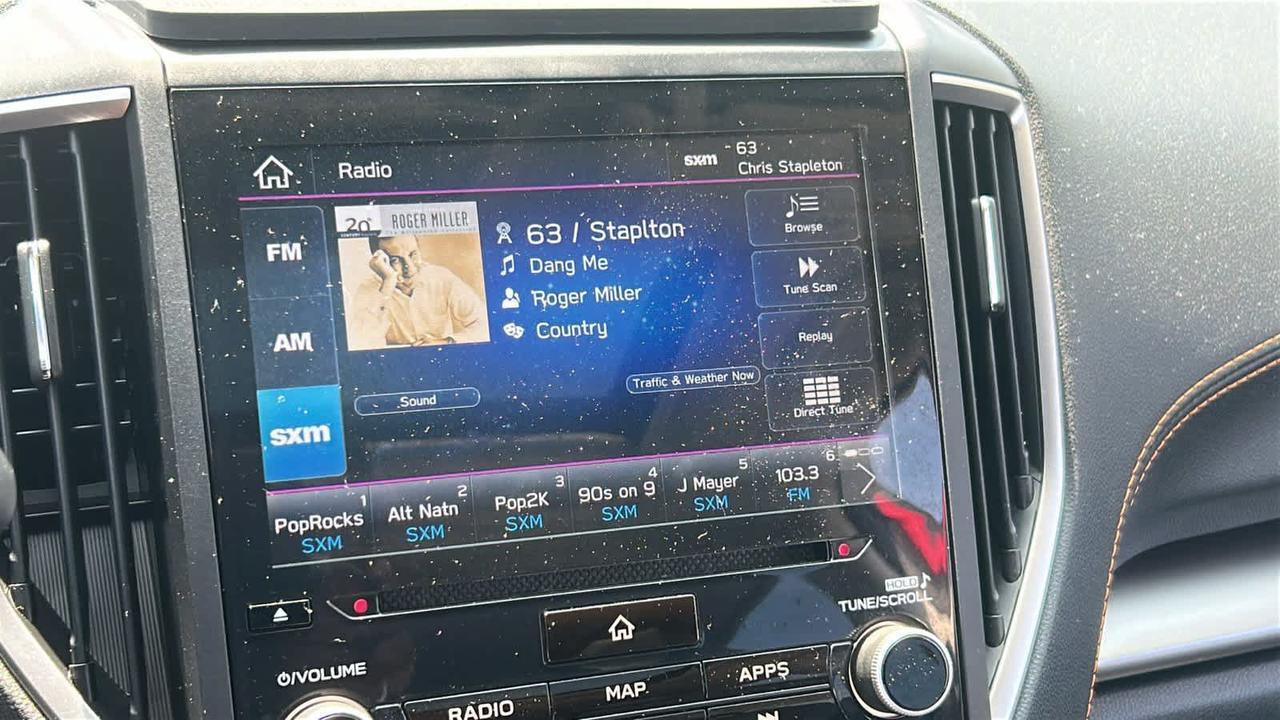 Radio
sxm
63
Chris Stapleton
FM
AM
sxm
20
ROGER MILLER
63 / Staplton
Dang Me
Roger Miller
Country
Browse
Tune Scan
Replay
Direct Tune
Sound
Traffic & Weather Now
1
PopRocks
SXM
2
Alt Natn
SXM
3
Pop2K
SXM
4
90s on 9
SXM
5
J Mayer
SXM
6
103.3
FM
HOLD
TUNE/SCROLL
/VOLUME
RADIO
MAP
APPS